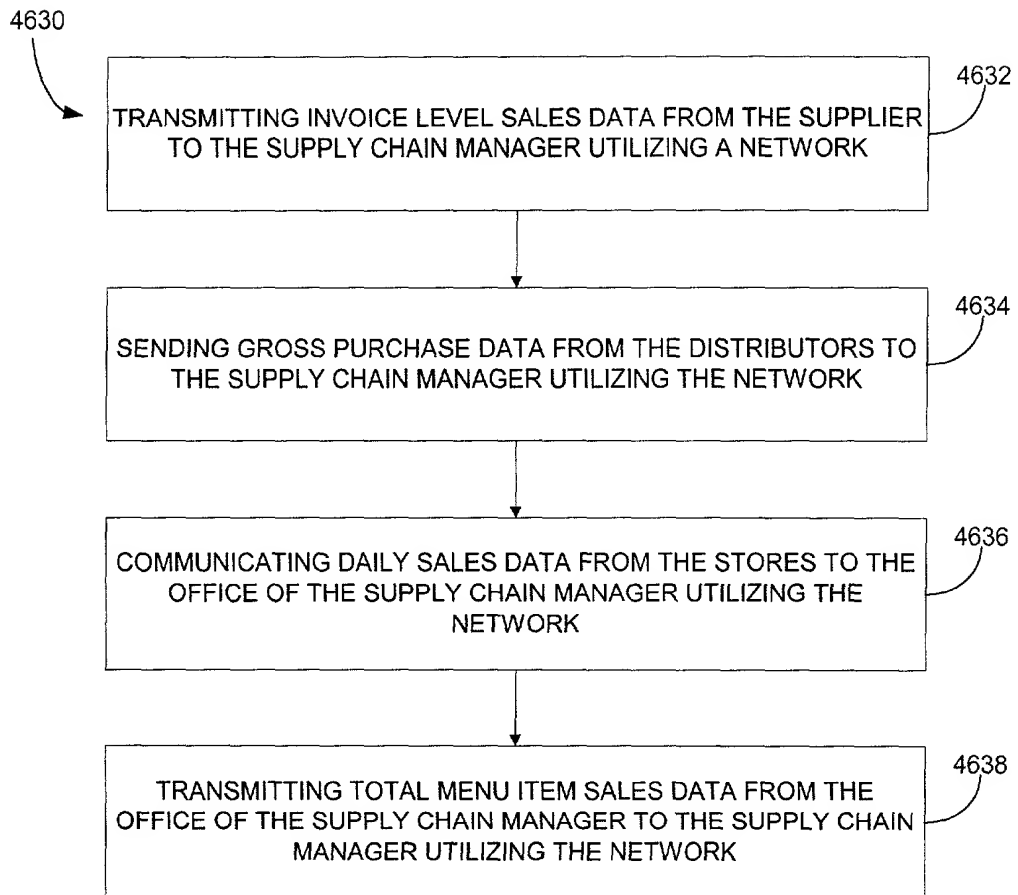 4630
4632
TRANSMITTING INVOICE LEVEL SALES DATA FROM THE SUPPLIER
TO THE SUPPLY CHAIN MANAGER UTILIZING A NETWORK
4634
SENDING GROSS PURCHASE DATA FROM THE DISTRIBUTORS TO
THE SUPPLY CHAIN MANAGER UTILIZING THE NETWORK
4636
COMMUNICATING DAILY SALES DATA FROM THE STORES TO THE
OFFICE OF THE SUPPLY CHAIN MANAGER UTILIZING THE
NETWORK
4638
TRANSMITTING TOTAL MENU ITEM SALES DATA FROM THE
OFFICE OF THE SUPPLY CHAIN MANAGER TO THE SUPPLY CHAIN
MANAGER UTILIZING THE NETWORK